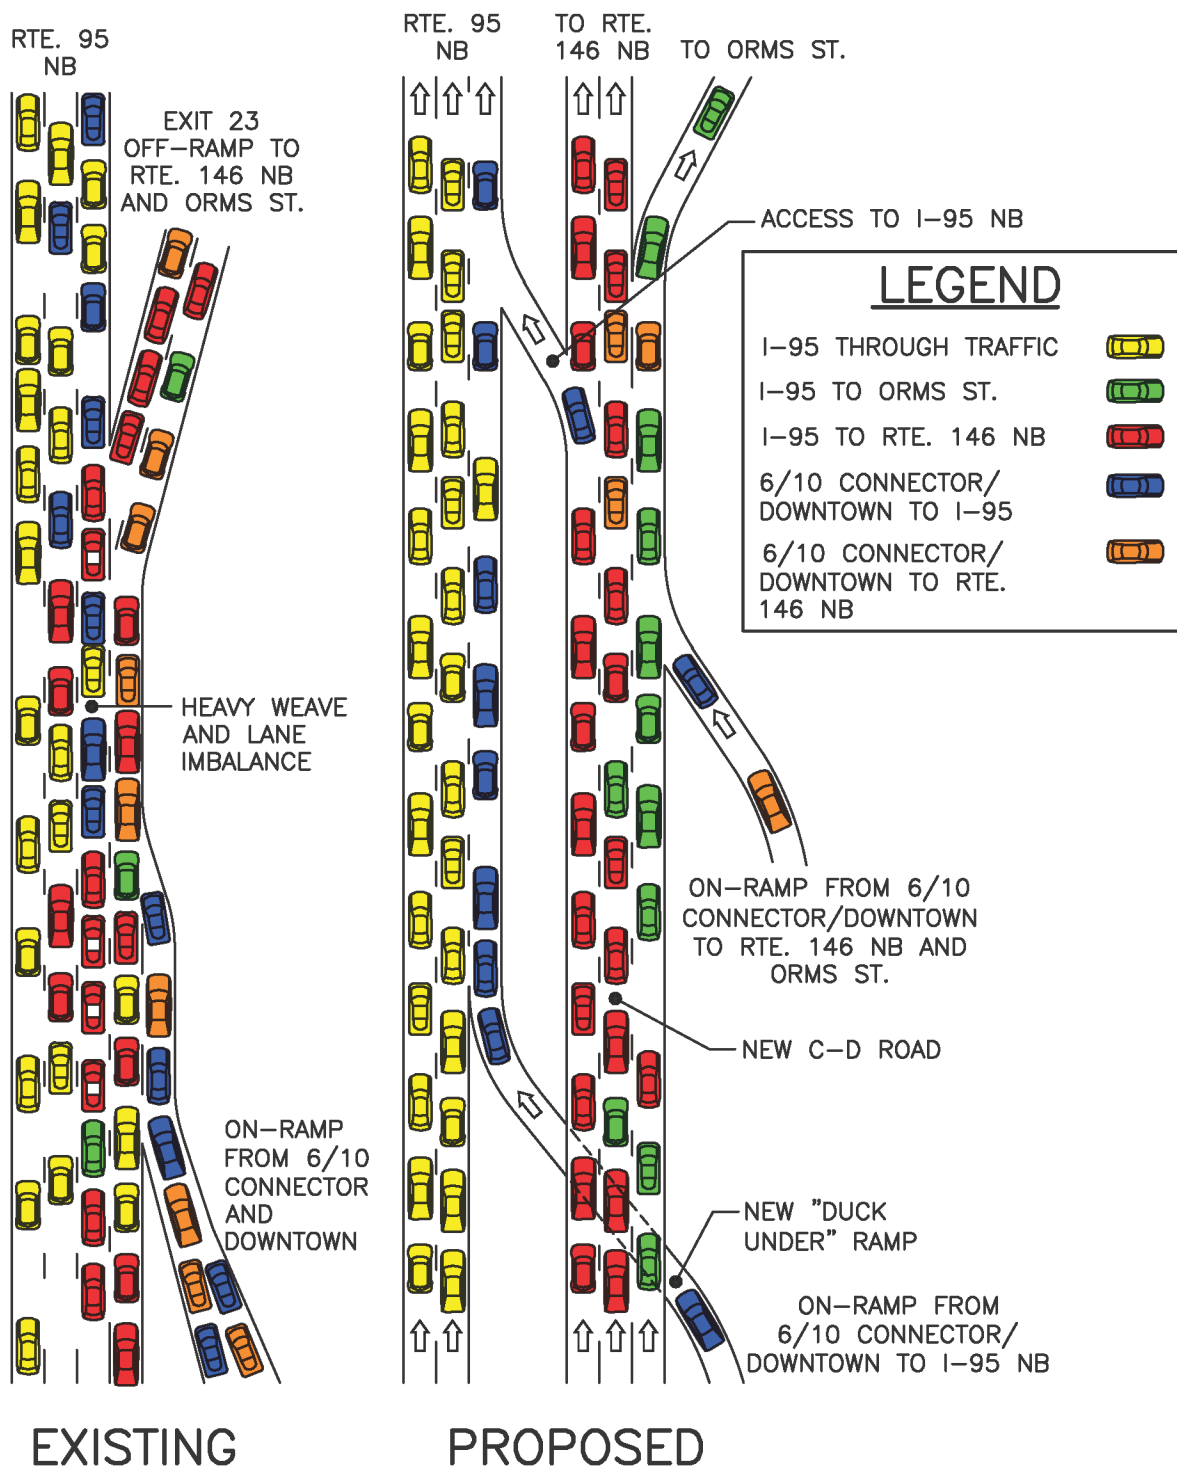 RTE. 95
NB
EXIT 23
OFF-RAMP TO
RTE. 146 NB
AND ORMS ST.
HEAVY WEAVE
AND LANE
IMBALANCE
ON-RAMP
FROM 6/10
CONNECTOR
AND
DOWNTOWN
EXISTING
RTE. 95
NB
TO RTE.
146 NB
TO ORMS ST.
ACCESS TO I-95 NB
LEGEND
I-95 THROUGH TRAFFIC
I-95 TO ORMS ST.
I-95 TO RTE. 146 NB
6/10 CONNECTOR/
DOWNTOWN TO I-95
6/10 CONNECTOR/
DOWNTOWN TO RTE.
146 NB
ON-RAMP FROM 6/10
CONNECTOR/DOWNTOWN
TO RTE. 146 NB AND
ORMS ST.
NEW C-D ROAD
NEW "DUCK
UNDER" RAMP
ON-RAMP FROM
6/10 CONNECTOR/
DOWNTOWN TO I-95 NB
PROPOSED